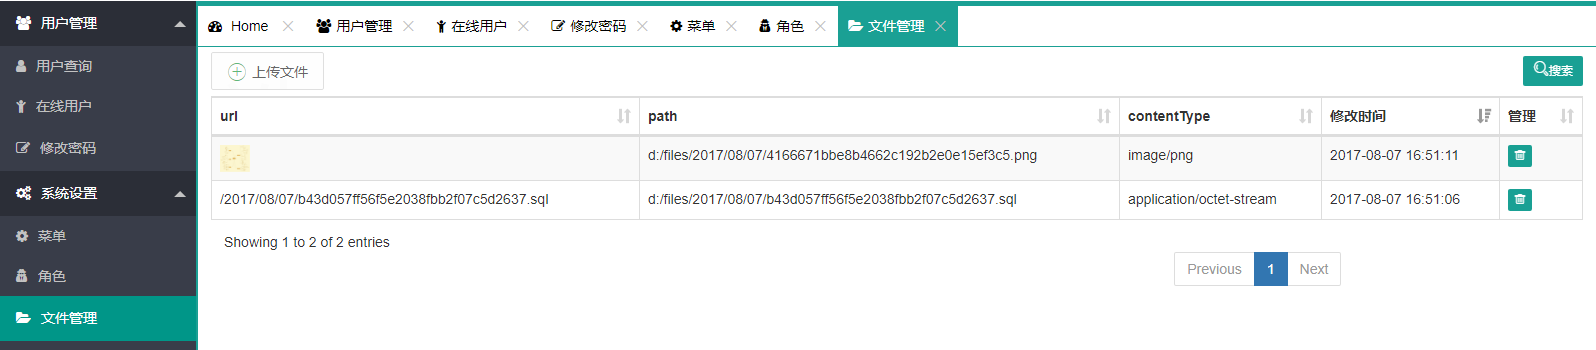 用户管理
用户查询
在线用户
修改密码
系统设置
菜单
角色
文件管理
Home 用户管理 在线用户 修改密码 菜单 角色 文件管理
上传文件
搜索
url path contentType 修改时间 管理
d:/files/2017/08/07/4166671bbe8b4662c192b2e0e15ef3c5.png image/png 2017-08-07 16:51:11
/2017/08/07/b43d057ff56f5e2038fbb2f07c5d2637.sql d:/files/2017/08/07/b43d057ff56f5e2038fbb2f07c5d2637.sql application/octet-stream 2017-08-07 16:51:06
Showing 1 to 2 of 2 entries
Previous 1 Next